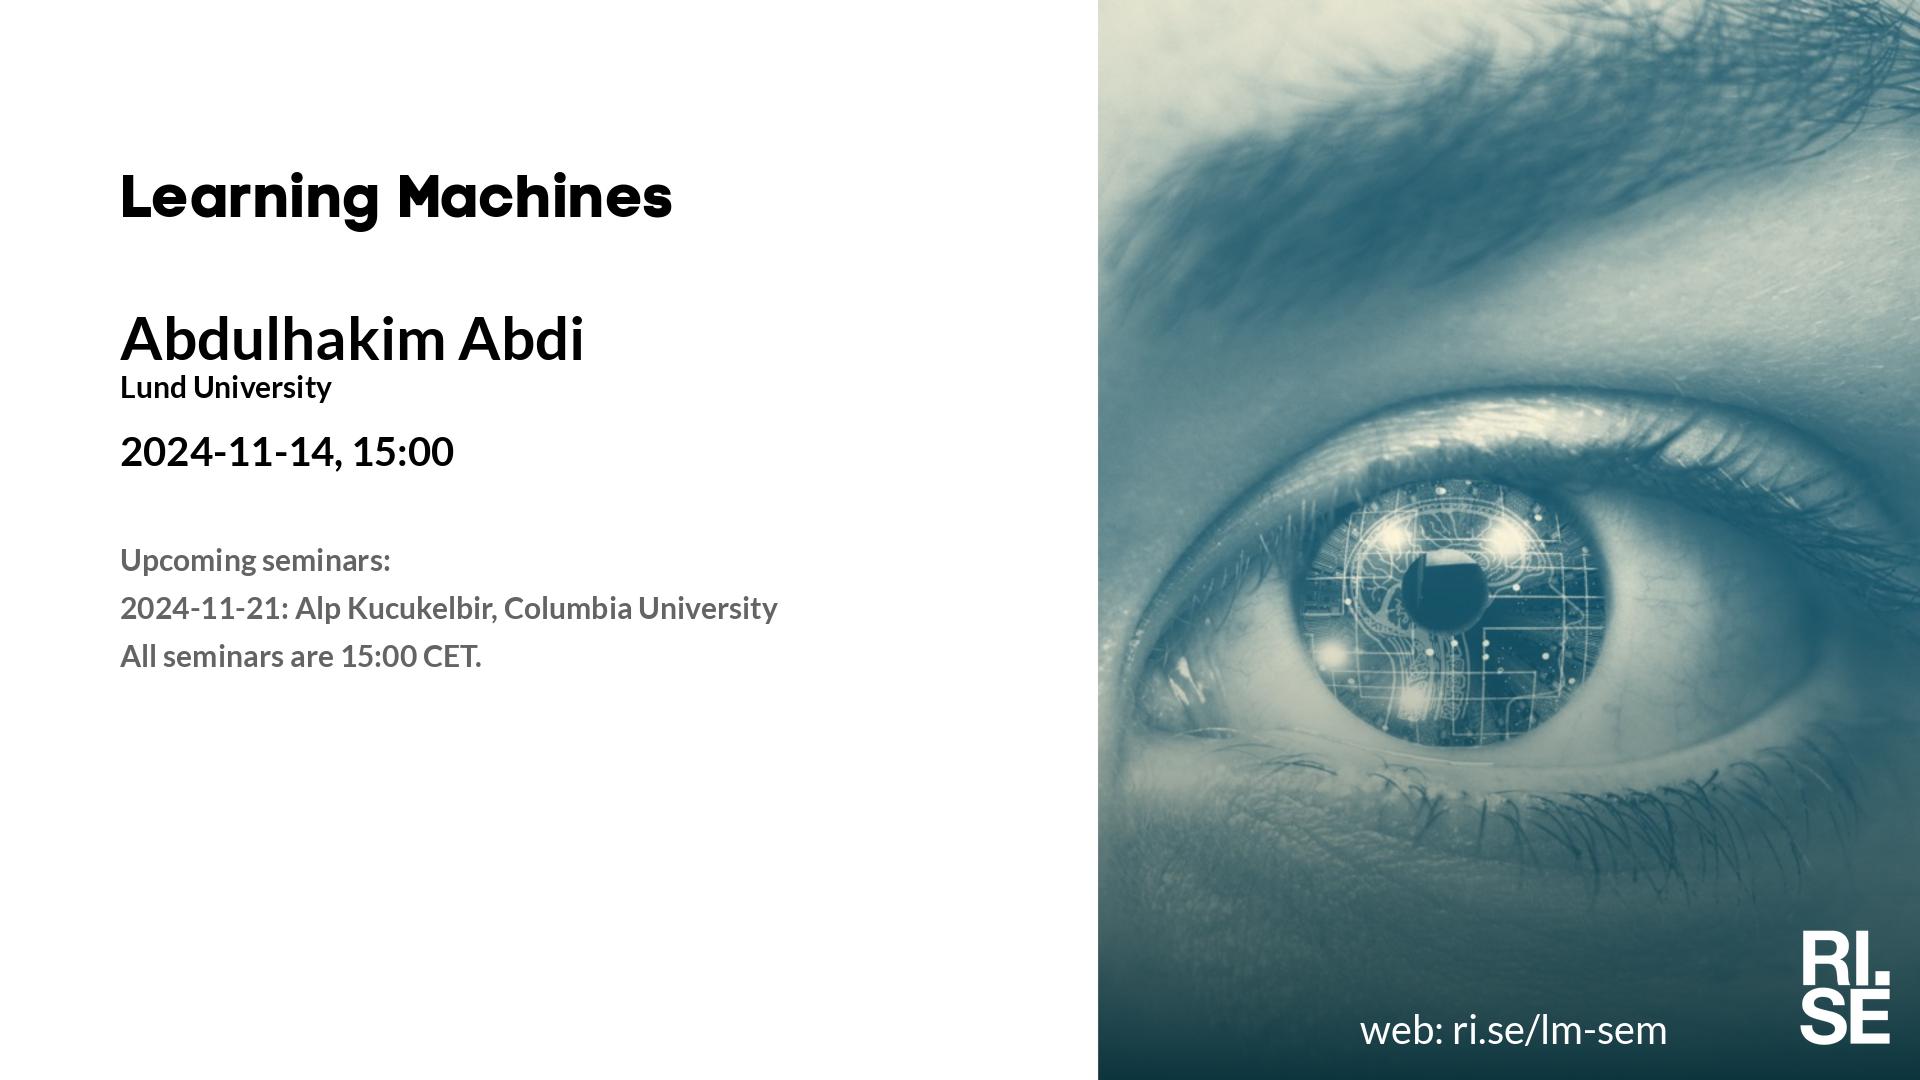 Learning Machines
Abdulhakim Abdi
Lund University
2024-11-14, 15:00
Upcoming seminars:
2024-11-21: Alp Kucukelbir, Columbia University
All seminars are 15:00 CET.
web: ri.se/lm-sem
RI.
SE